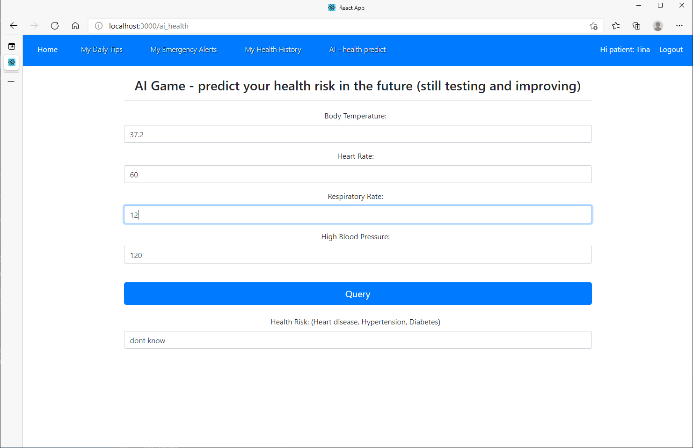 React App
localhost:3000/ai_health
Home My Daily Tips My Emergency Alerts My Health History AI - health predict Hi patient: Tina Logout
AI Game - predict your health risk in the future (still testing and improving)
Body Temperature:
37.2
Heart Rate:
60
Respiratory Rate:
12
High Blood Pressure:
120
Query
Health Risk: (Heart disease, Hypertension, Diabetes)
dont know